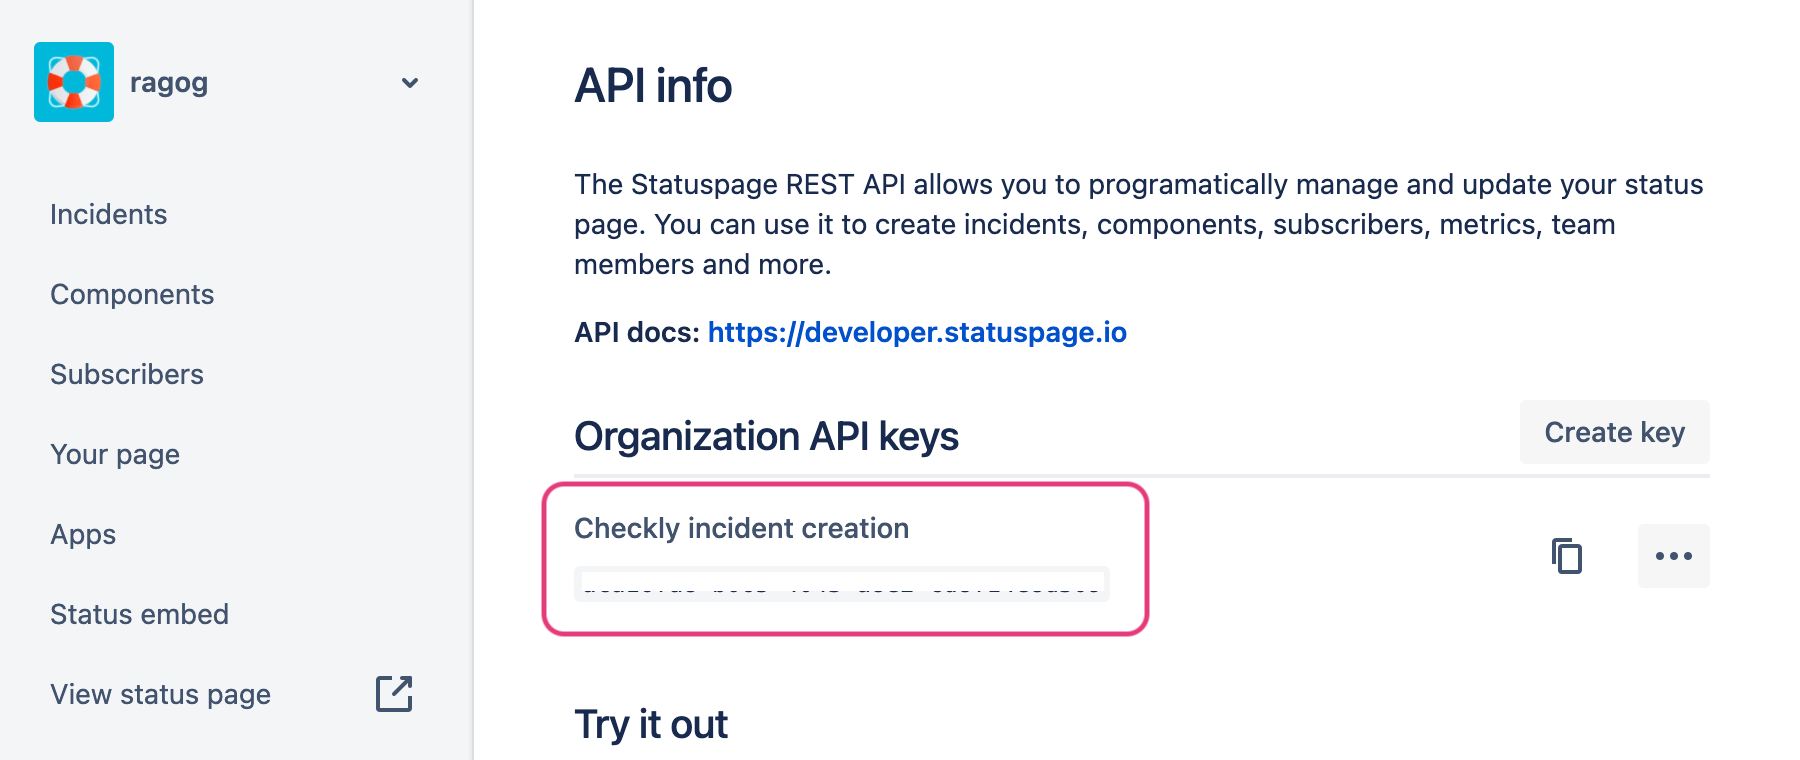 ragog
Incidents
Components
Subscribers
Your page
Apps
Status embed
View status page
API info
The Statuspage REST API allows you to programatically manage and update your status
page. You can use it to create incidents, components, subscribers, metrics, team
members and more.
API docs: https://developer.statuspage.io
Organization API keys
Create key
Checkly incident creation
Try it out